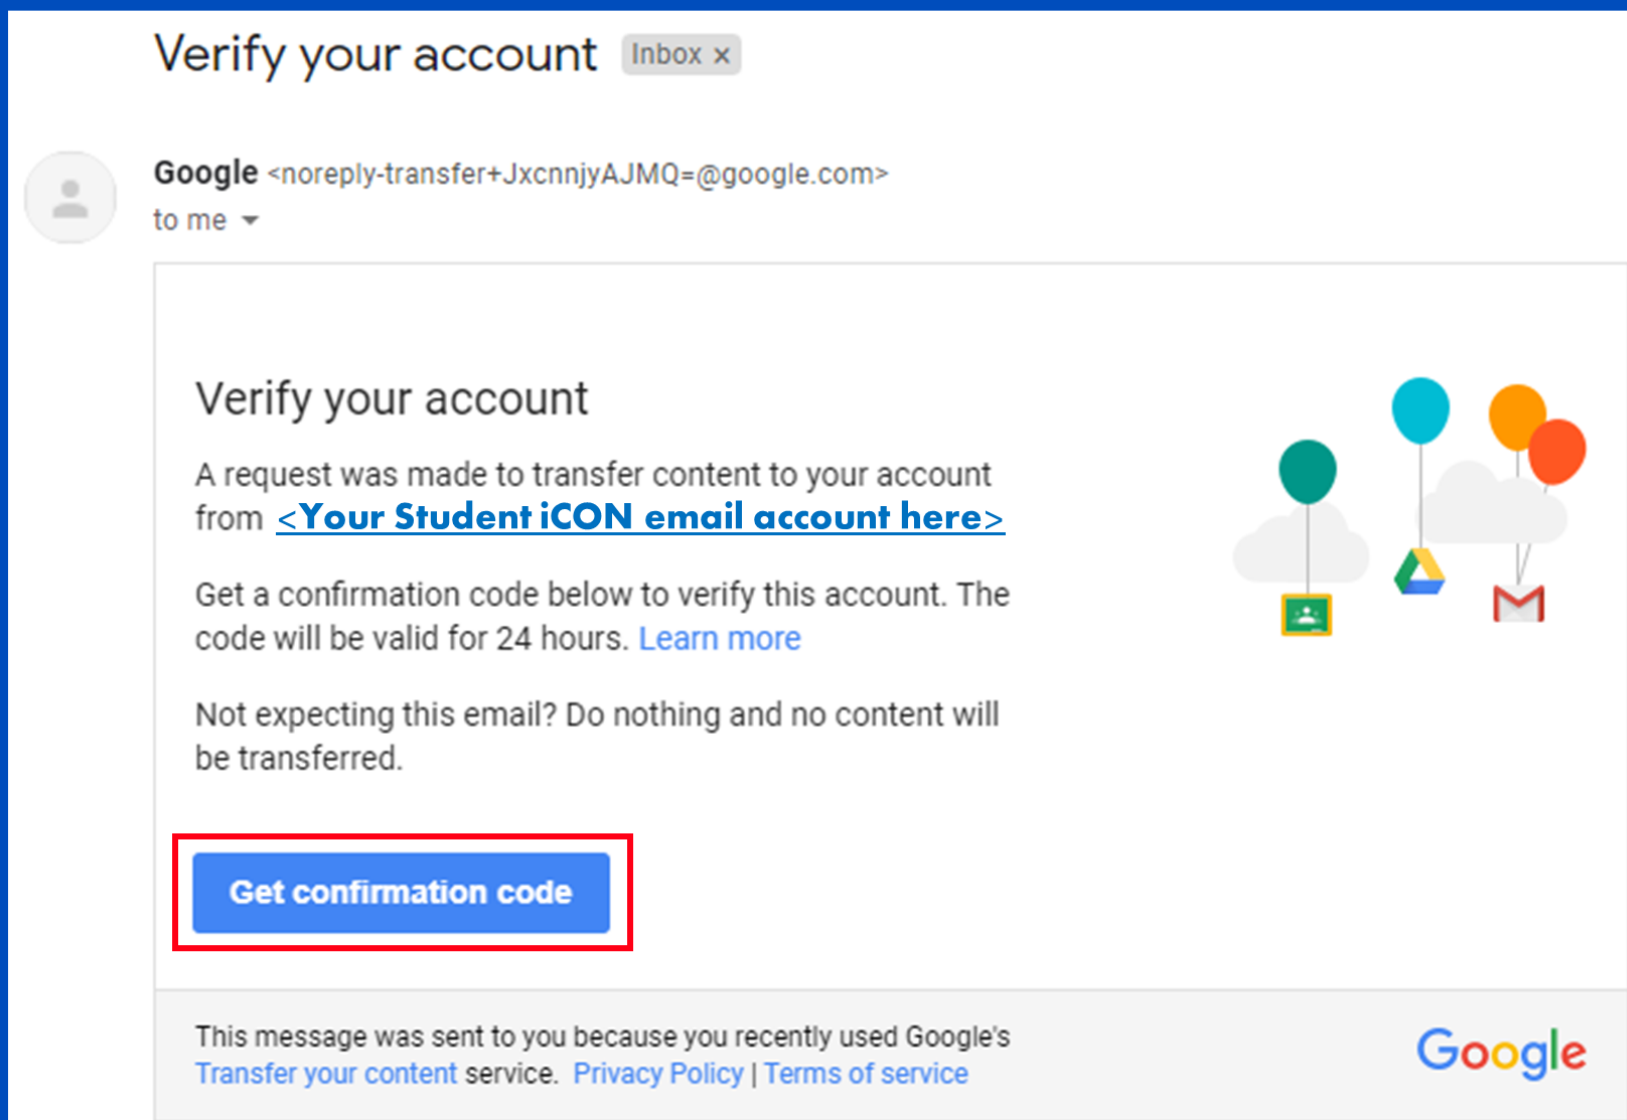 Verify your account Inbox x
Google <noreply-transfer+JxcnnjyAJMQ=@google.com>
to me
Verify your account
A request was made to transfer content to your account
from <Your Student iCON email account here>
Get a confirmation code below to verify this account. The
code will be valid for 24 hours. Learn more
Not expecting this email? Do nothing and no content will
be transferred.
Get confirmation code
This message was sent to you because you recently used Google's
Transfer your content service. Privacy Policy | Terms of service
Google